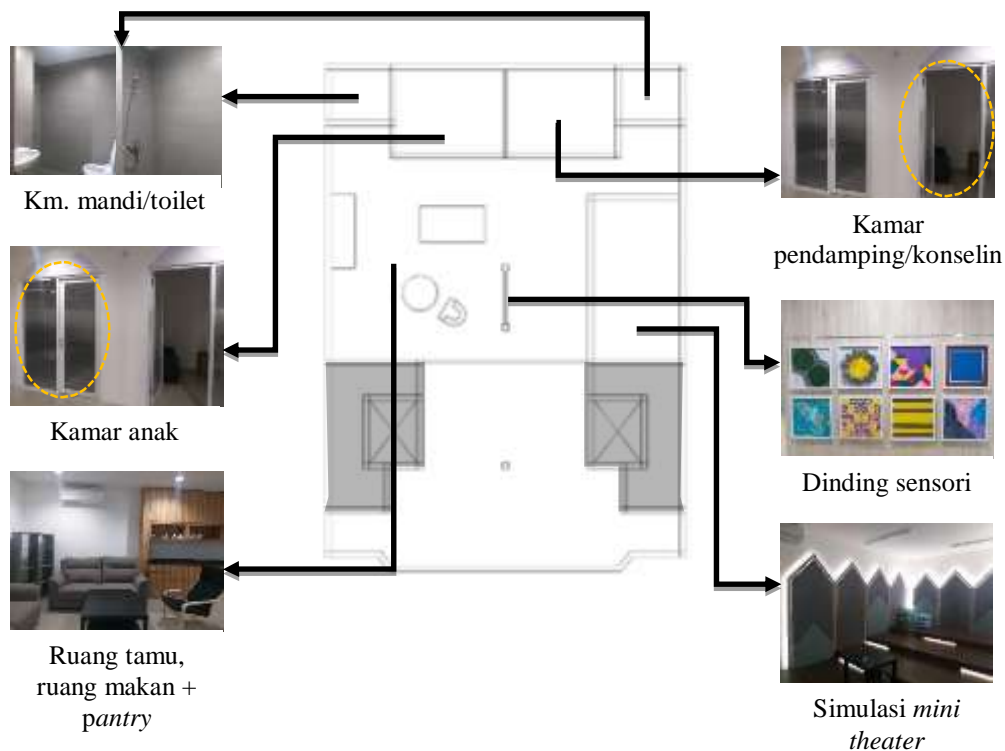 Km. mandi/toilet
Kamar
pendamping/konselin
Kamar anak
Dinding sensori
Ruang tamu,
ruang makan +
pantry
Simulasi mini
theater